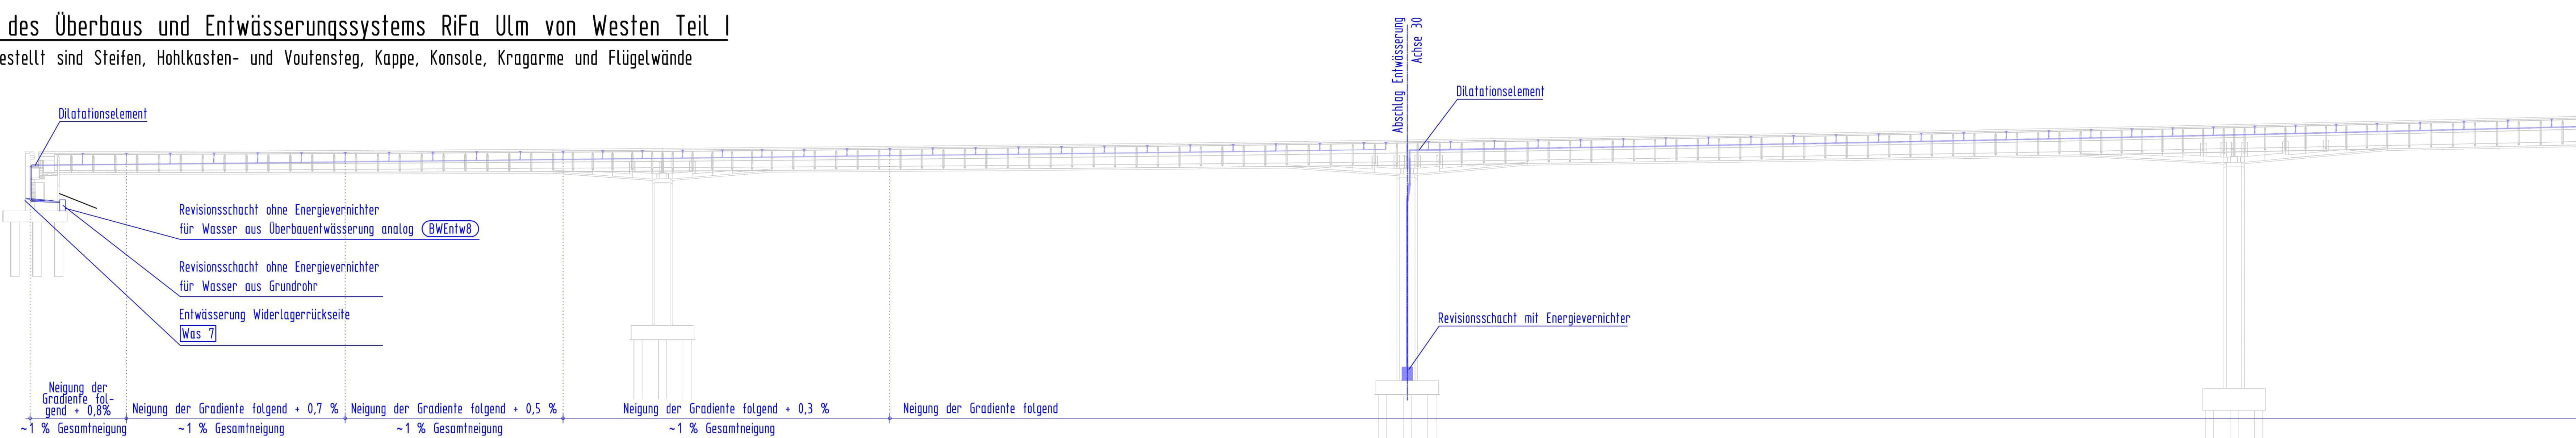 des Überbaus und Entwässerungssystems RiFa Ulm von Westen Teil I
estellt sind Steifen, Hohlkasten- und Voutensteg, Kappe, Konsole, Kragarme und Flügelwände
Abschlag Entwässerung
Achse 30
Dilatationselement
Dilatationselement
Revisionsschacht ohne Energievernichter
für Wasser aus Überbauentwässerung analog BWEntw8
Revisionsschacht ohne Energievernichter
für Wasser aus Grundrohr
Entwässerung Widerlagerrückseite
Was 7
Revisionsschacht mit Energievernichter
Neigung der
Gradiente fol-
gend + 0,8%
~1 % Gesamtneigung
Neigung der Gradiente folgend + 0,7 %
~1 % Gesamtneigung
Neigung der Gradiente folgend + 0,5 %
~1 % Gesamtneigung
Neigung der Gradiente folgend + 0,3 %
~1 % Gesamtneigung
Neigung der Gradiente folgend